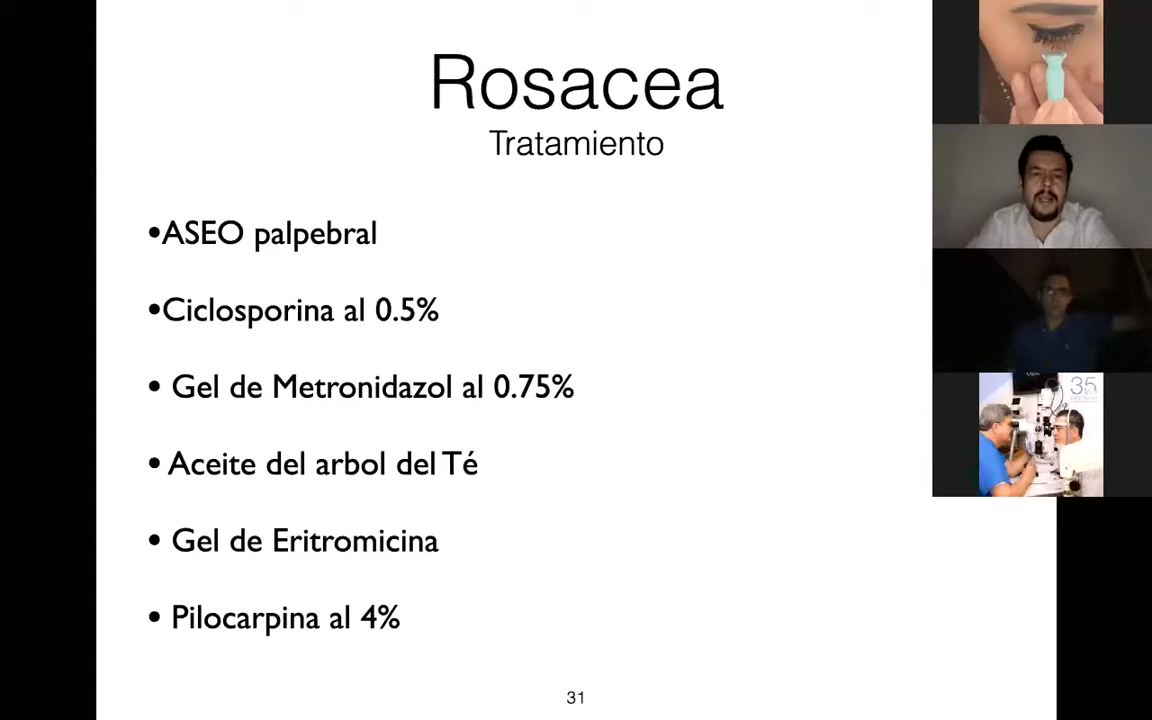 Rosacea
Tratamiento
•ASEO palpebral
•Ciclosporina al 0.5%
• Gel de Metronidazol al 0.75%
• Aceite del arbol del Té
• Gel de Eritromicina
• Pilocarpina al 4%
31
35